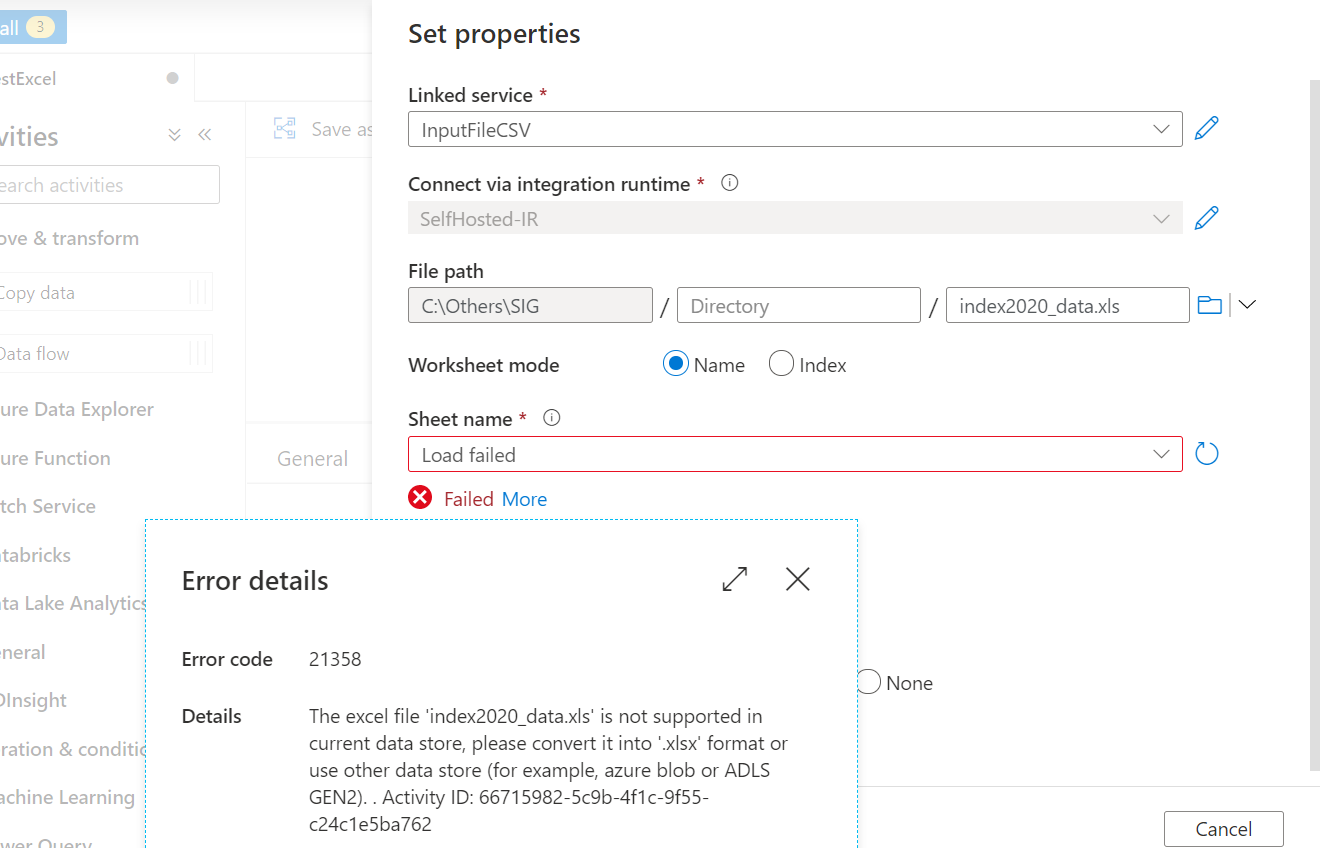 all 3
Set properties
Linked service *
InputFileCSV
stExcel
vities
Save as
Connect via integration runtime *
SelfHosted-IR
earch activities
ove & transform
File path
C:\Others\SIG / Directory / index2020_data.xls
Copy data
Data flow
Worksheet mode
Name
Index
ure Data Explorer
Sheet name *
Load failed
ure Function
General
Failed More
tch Service
tabricks
Error details
ta Lake Analytics
eneral
Error code 21358
DInsight
None
Details
The excel file 'index2020_data.xls' is not supported in
current data store, please convert it into '.xlsx' format or
use other data store (for example, azure blob or ADLS
GEN2). . Activity ID: 66715982-5c9b-4f1c-9f55-
c24c1e5ba762
ration & conditio
achine Learning
wer Query
Cancel